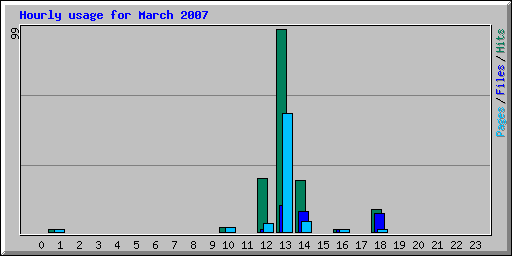 Hourly usage for March 2007
99
Pages/Files/Hits
0 1 2 3 4 5 6 7 8 9 10 11 12 13 14 15 16 17 18 19 20 21 22 23